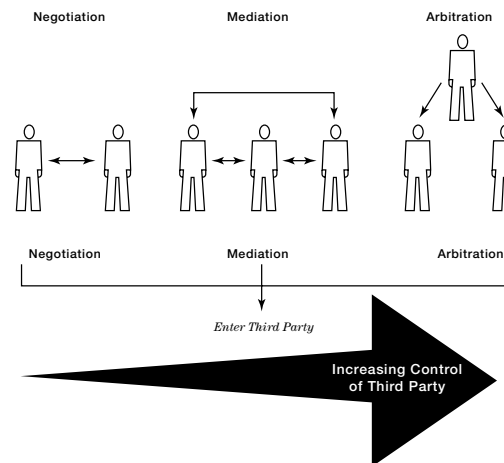 Negotiation Mediation Arbitration
Negotiation Mediation Arbitration
Enter Third Party
Increasing Control
of Third Party